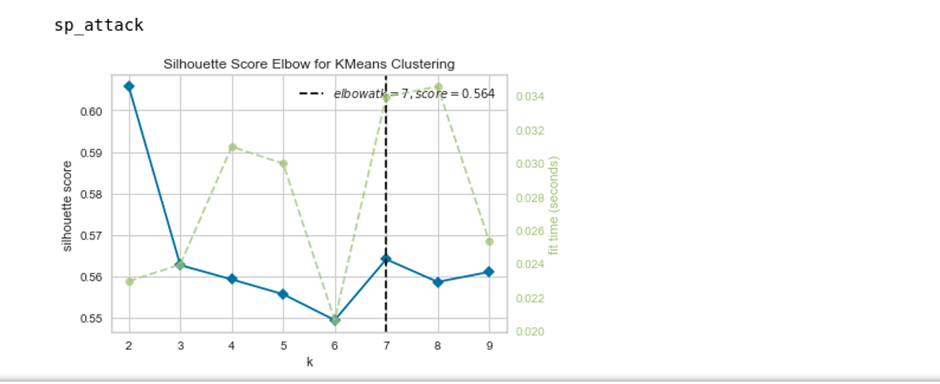 sp_attack
Silhouette Score Elbow for KMeans Clustering
elbowatk = 7, score = 0.564
silhouette score
0.60
0.59
0.58
0.57
0.56
0.55
0.034
0.032
0.030
0.028
0.026
0.024
0.022
0.020
fit time (seconds)
2 3 4 5 6 7 8 9
k